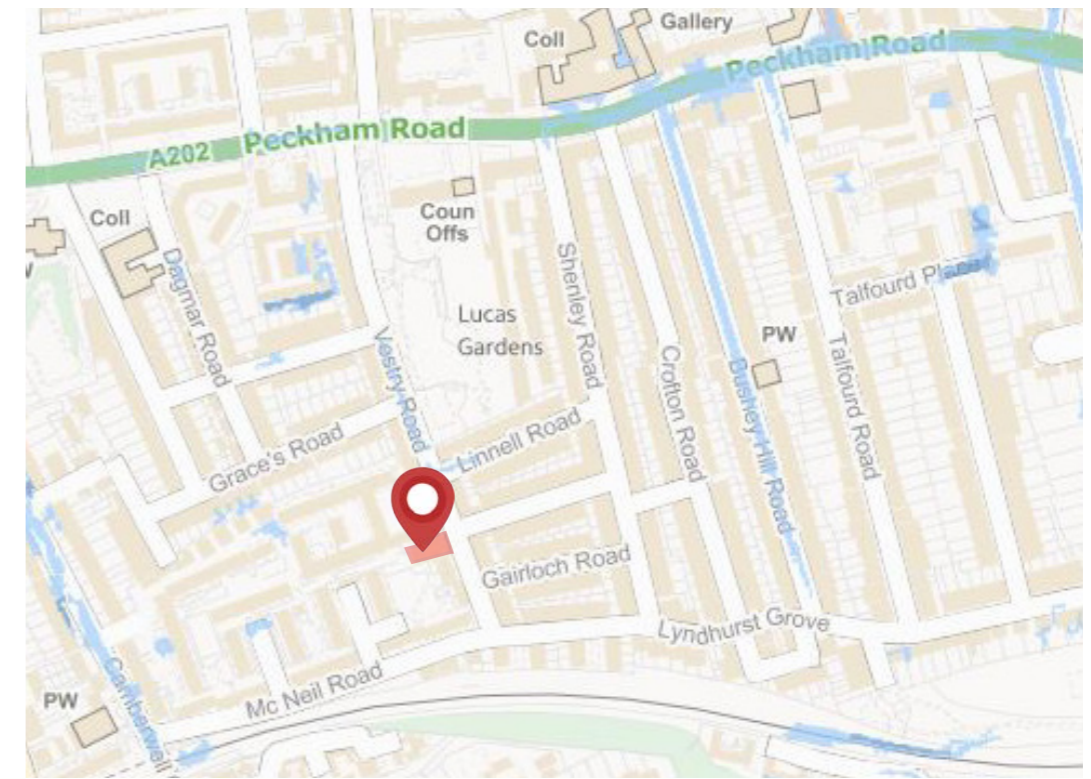 Coll
Gallery
Peckham Road
Peckham Road
A202
Coll
Coun
Offs
Dagmar Road
Lucas
Gardens
Shenley Road
Talfourd Place
PW
Vestry Road
Crofton Road
Bushey Hill Road
Talfourd Road
Grace's Road
Linnell Road
Gairloch Road
Lyndhurst Grove
Mc Neil Road
PW
Camberwell